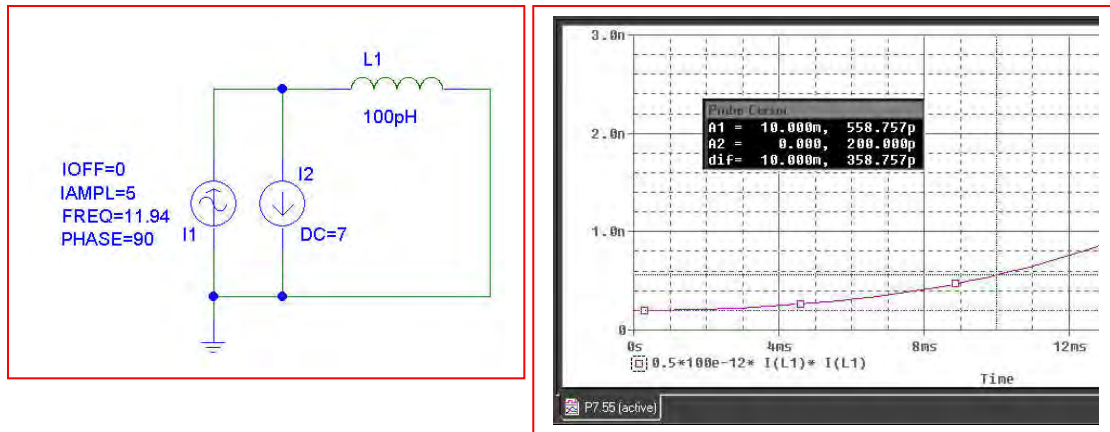 L1
100pH
IOFF=0
IAMPL=5
FREQ=11.94
PHASE=90
I1
I2
DC=7
3.0n
2.0n
1.0n
0
Probe Cursor
A1 = 10.000m, 558.757p
A2 = 0.000, 200.000p
dif= 10.000m, 358.757p
0s
4ms
8ms
12ms
0.5*100e-12* I(L1)* I(L1)
Time
P7.55 (active)